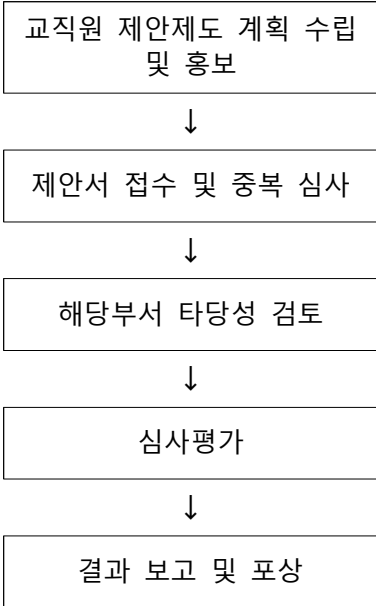 교직원 제안제도 계획 수립
및 홍보
↓
제안서 접수 및 중복 심사
↓
해당부서 타당성 검토
↓
심사평가
↓
결과 보고 및 포상